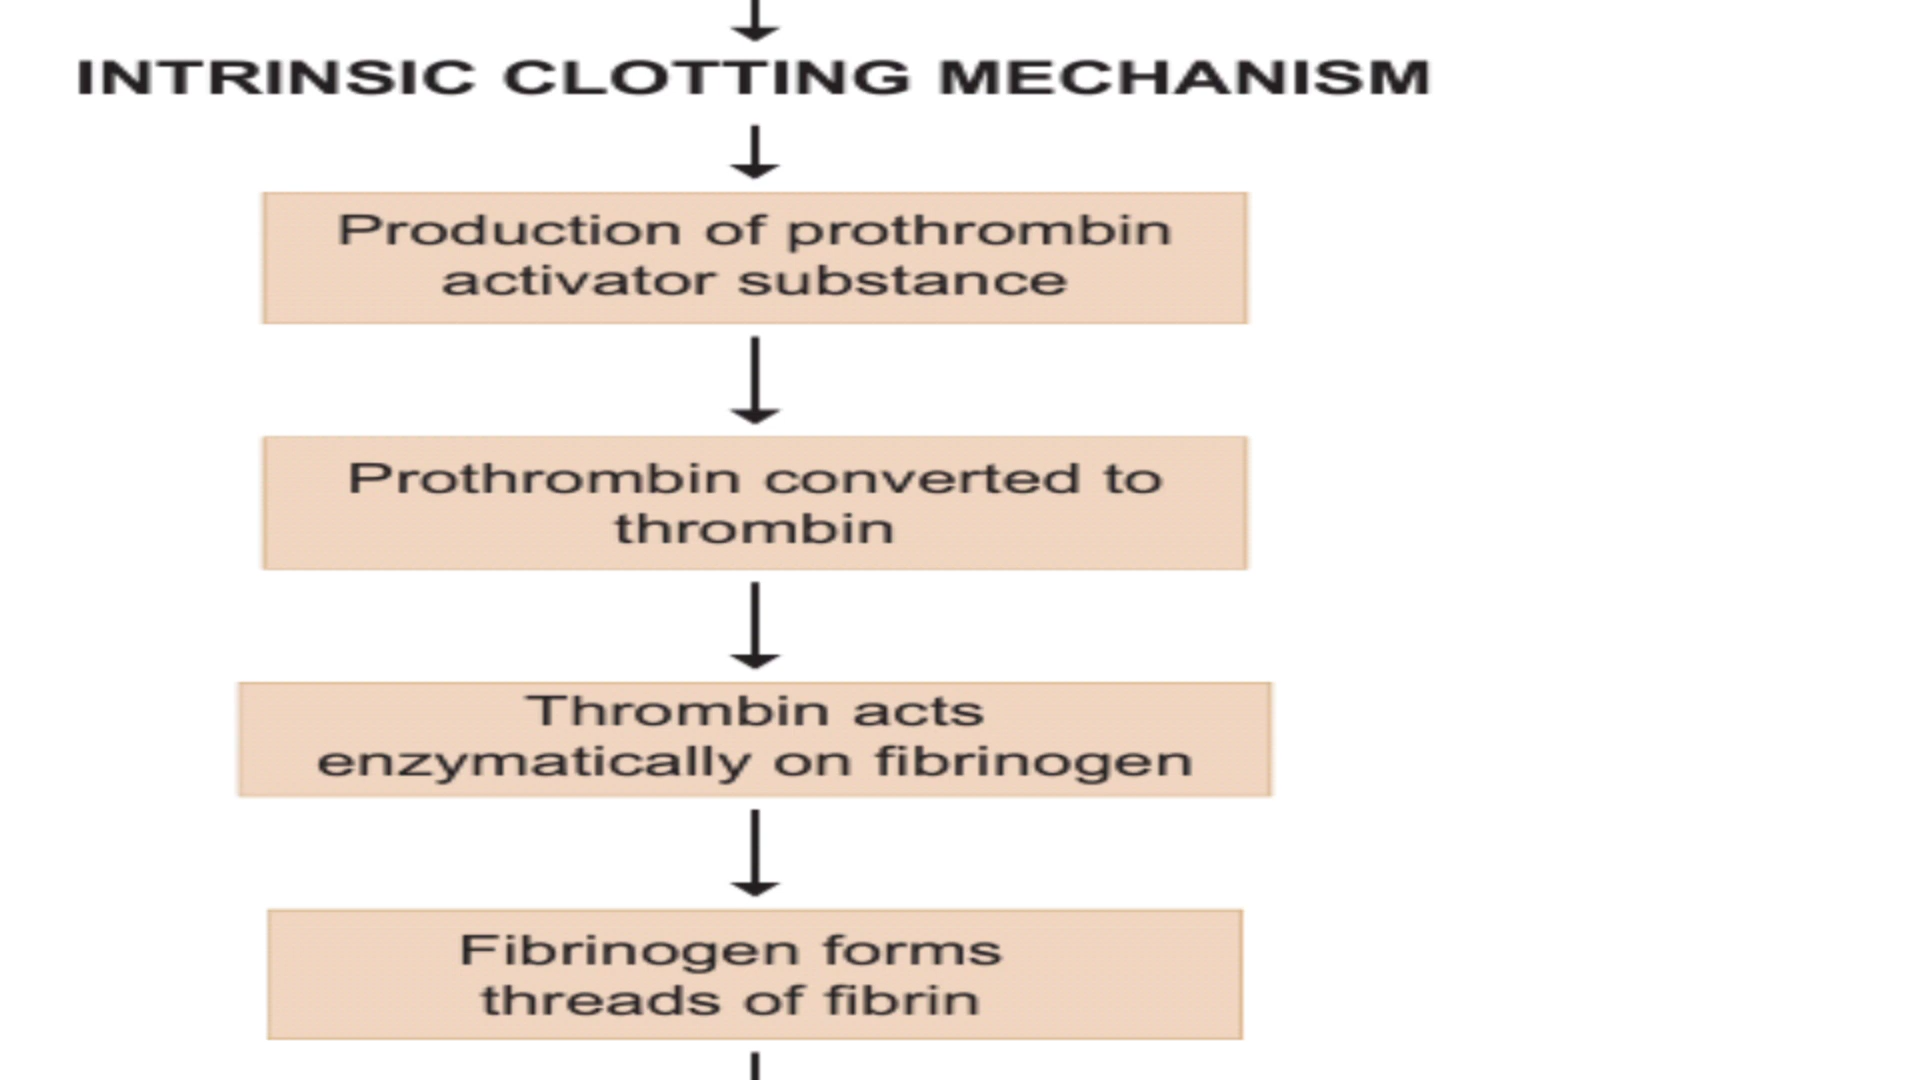 INTRINSIC CLOTTING MECHANISM
Production of prothrombin
activator substance
Prothrombin converted to
thrombin
Thrombin acts
enzymatically on fibrinogen
Fibrinogen forms
threads of fibrin